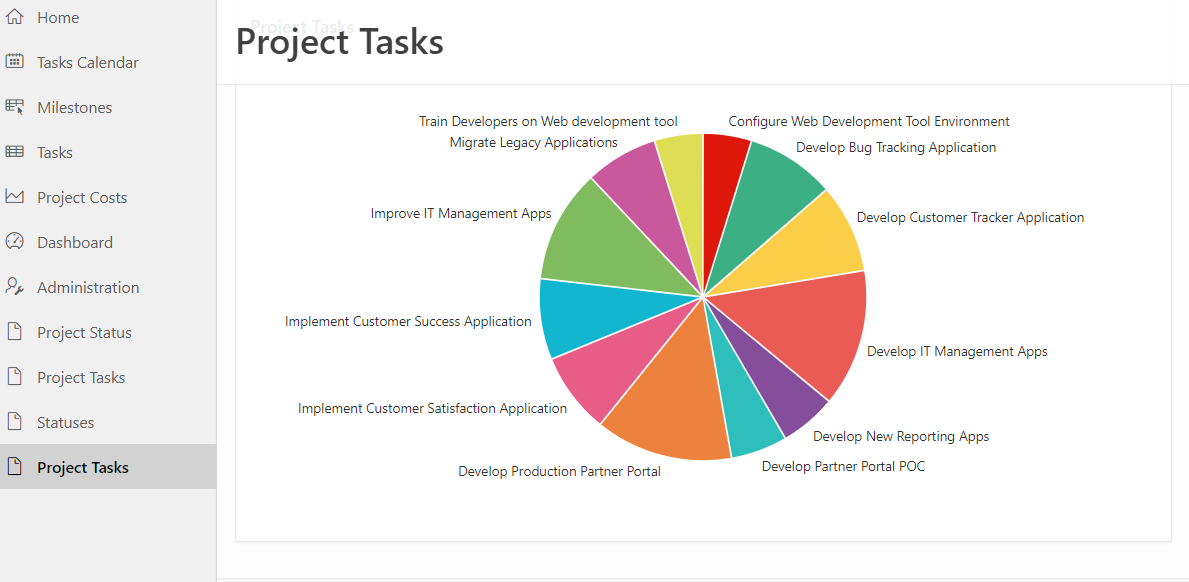 Home
Tasks Calendar
Milestones
Tasks
Project Costs
Dashboard
Administration
Project Status
Project Tasks
Statuses
Project Tasks
Project Tasks
Project Tasks
Train Developers on Web development tool
Configure Web Development Tool Environment
Migrate Legacy Applications
Develop Bug Tracking Application
Improve IT Management Apps
Develop Customer Tracker Application
Implement Customer Success Application
Develop IT Management Apps
Implement Customer Satisfaction Application
Develop New Reporting Apps
Develop Production Partner Portal
Develop Partner Portal POC